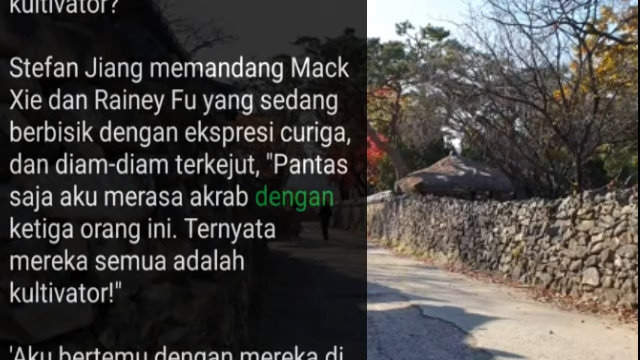 kultivator?
Stefan Jiang memandang Mack
Xie dan Rainey Fu yang sedang
berbisik dengan ekspresi curiga,
dan diam-diam terkejut, "Pantas
saja aku merasa akrab dengan
ketiga orang ini. Ternyata
mereka semua adalah
kultivator!"
'Aku bertemu dengan mereka di